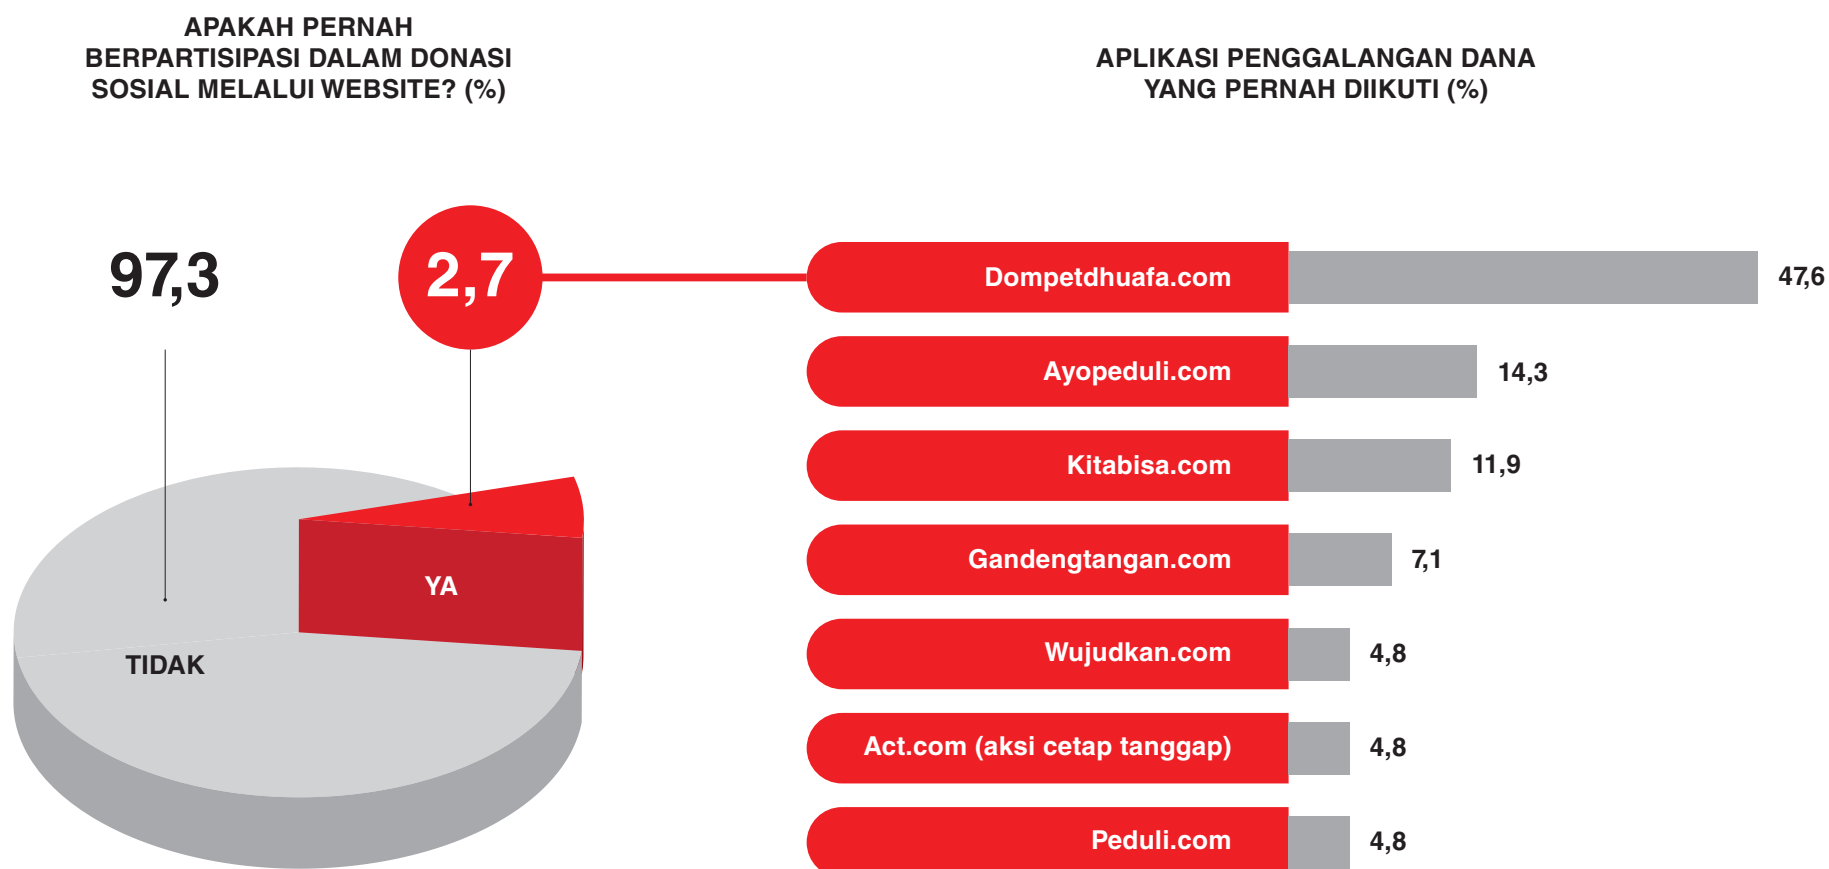 APAKAH PERNAH
BERPARTISIPASI DALAM DONASI
SOSIAL MELALUI WEBSITE? (%)
97,3
2,7
YA
TIDAK
APLIKASI PENGGALANGAN DANA
YANG PERNAH DIIKUTI (%)
Dompetdhuafa.com 47,6
Ayopeduli.com 14,3
Kitabisa.com 11,9
Gandengtangan.com 7,1
Wujudkan.com 4,8
Act.com (aksi cetap tanggap) 4,8
Peduli.com 4,8